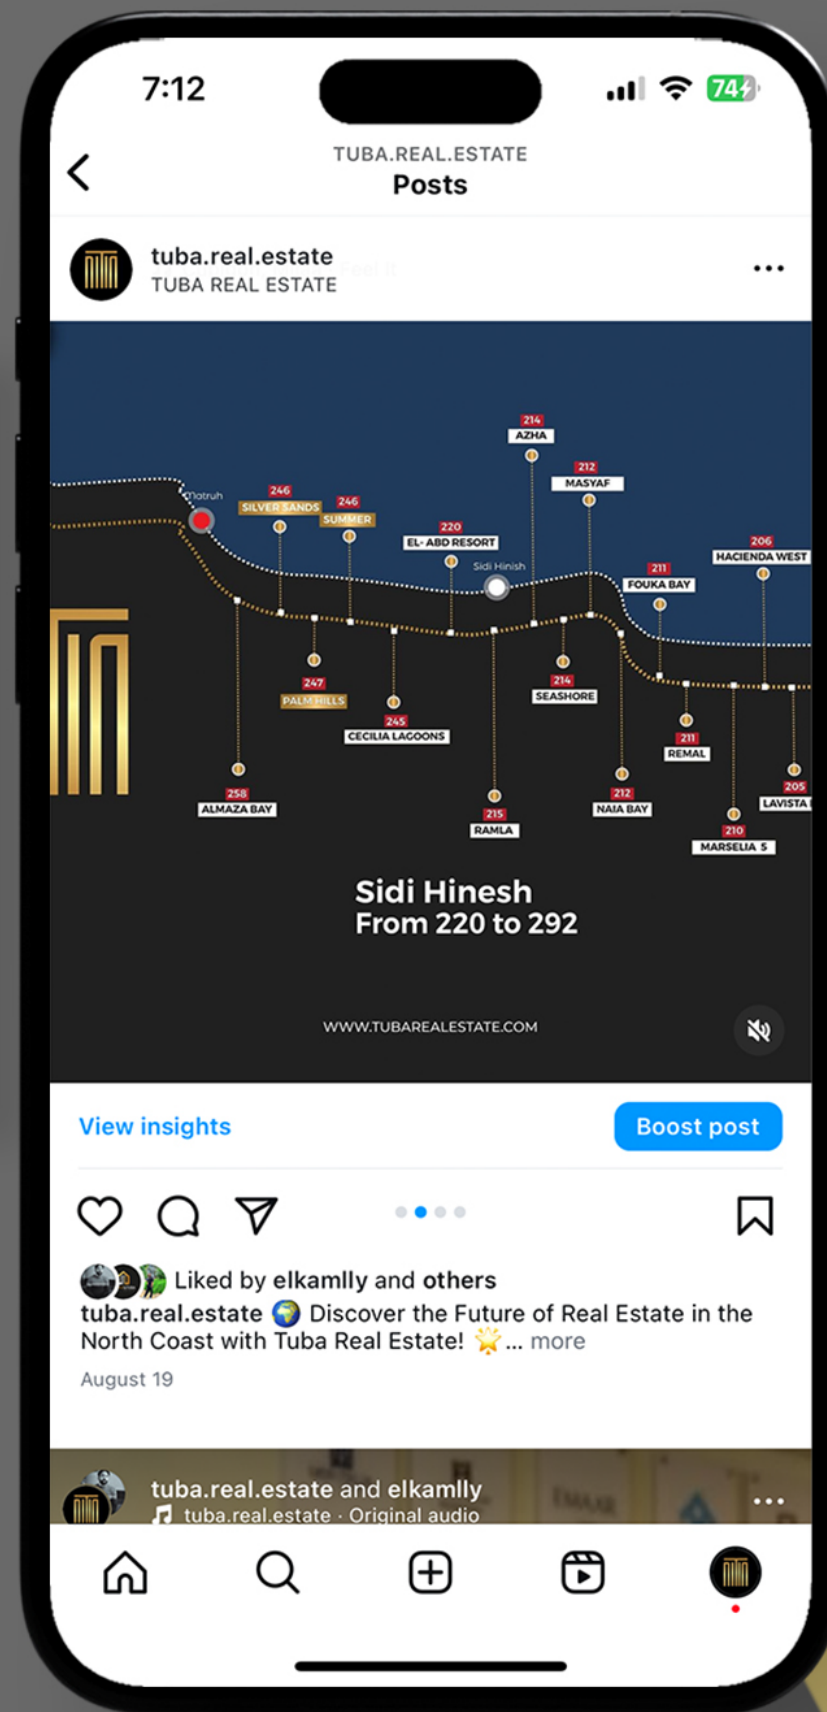 7:12
74
TUBA.REAL.ESTATE
Posts
tuba.real.estate
TUBA REAL ESTATE
214
AZHA
212
MASYAF
Matruh
246
SILVER SANDS
246
SUMMER
220
EL- ABD RESORT
Sidi Hinish
206
HACIENDA WEST
211
FOUKA BAY
247
PALM HILLS
245
CECILIA LAGOONS
214
SEASHORE
211
REMAL
258
ALMAZA BAY
215
RAMLA
212
NAIA BAY
205
LAVISTA
210
MARSELIA 5
Sidi Hinesh
From 220 to 292
WWW.TUBAREALESTATE.COM
View insights
Boost post
Liked by elkamlly and others
tuba.real.estate 🌍 Discover the Future of Real Estate in the
North Coast with Tuba Real Estate! 🌟... more
August 19
EMAAR
tuba.real.estate and elkamlly
tuba.real.estate · Original audio